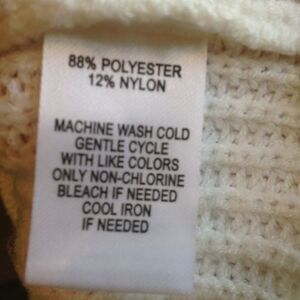 88% POLYESTER
12% NYLON
MACHINE WASH COLD
GENTLE CYCLE
WITH LIKE COLORS
ONLY NON-CHLORINE
BLEACH IF NEEDED
COOL IRON
IF NEEDED